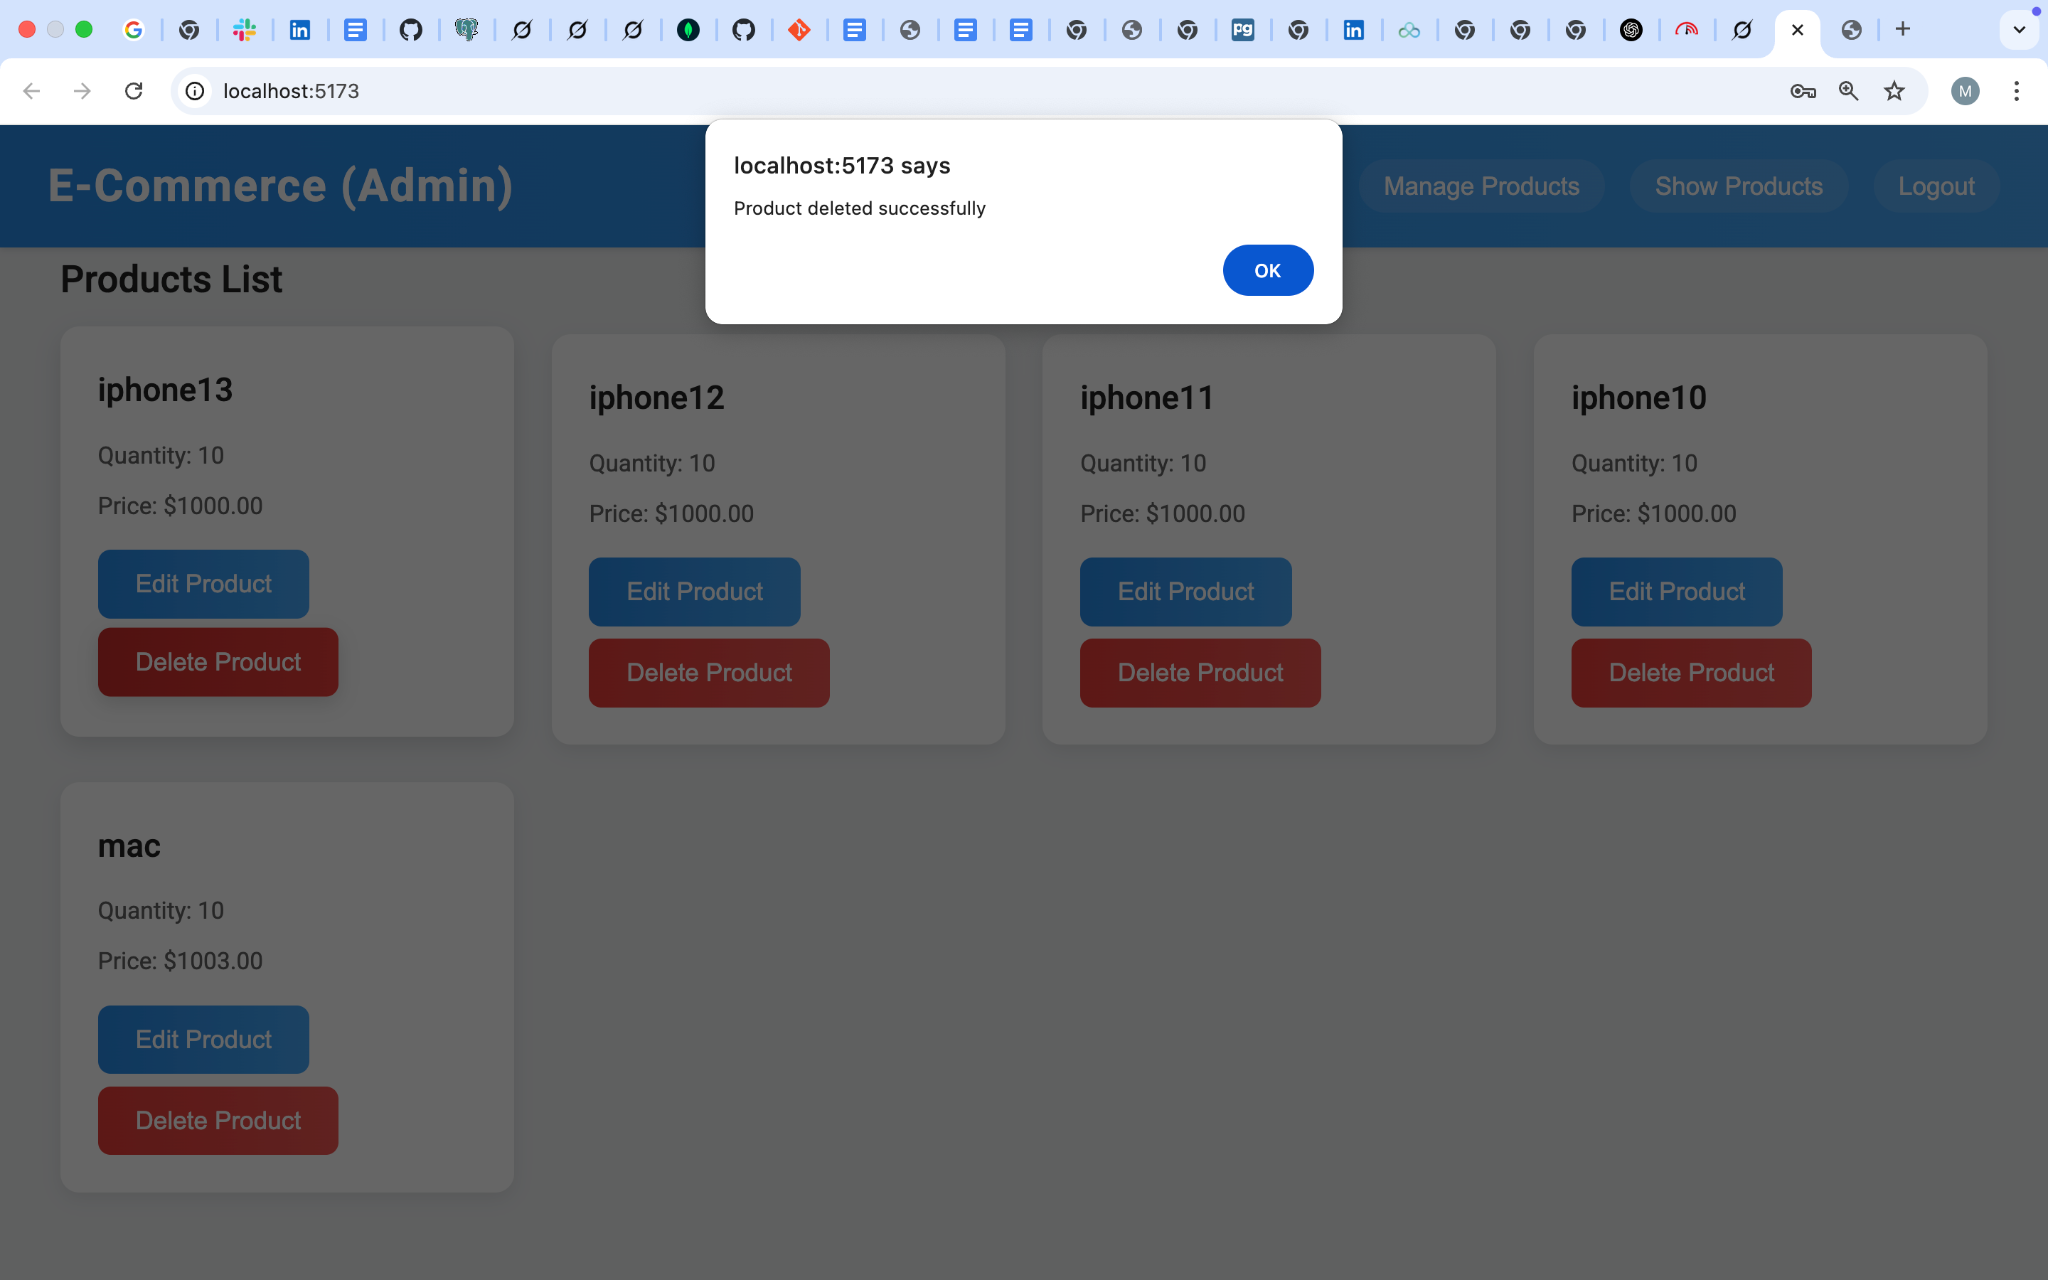 localhost:5173
M
localhost:5173 says
Product deleted successfully
OK
E-Commerce (Admin)
Manage Products
Show Products
Logout
Products List
iphone13
Quantity: 10
Price: $1000.00
Edit Product
Delete Product
iphone12
Quantity: 10
Price: $1000.00
Edit Product
Delete Product
iphone11
Quantity: 10
Price: $1000.00
Edit Product
Delete Product
iphone10
Quantity: 10
Price: $1000.00
Edit Product
Delete Product
mac
Quantity: 10
Price: $1003.00
Edit Product
Delete Product